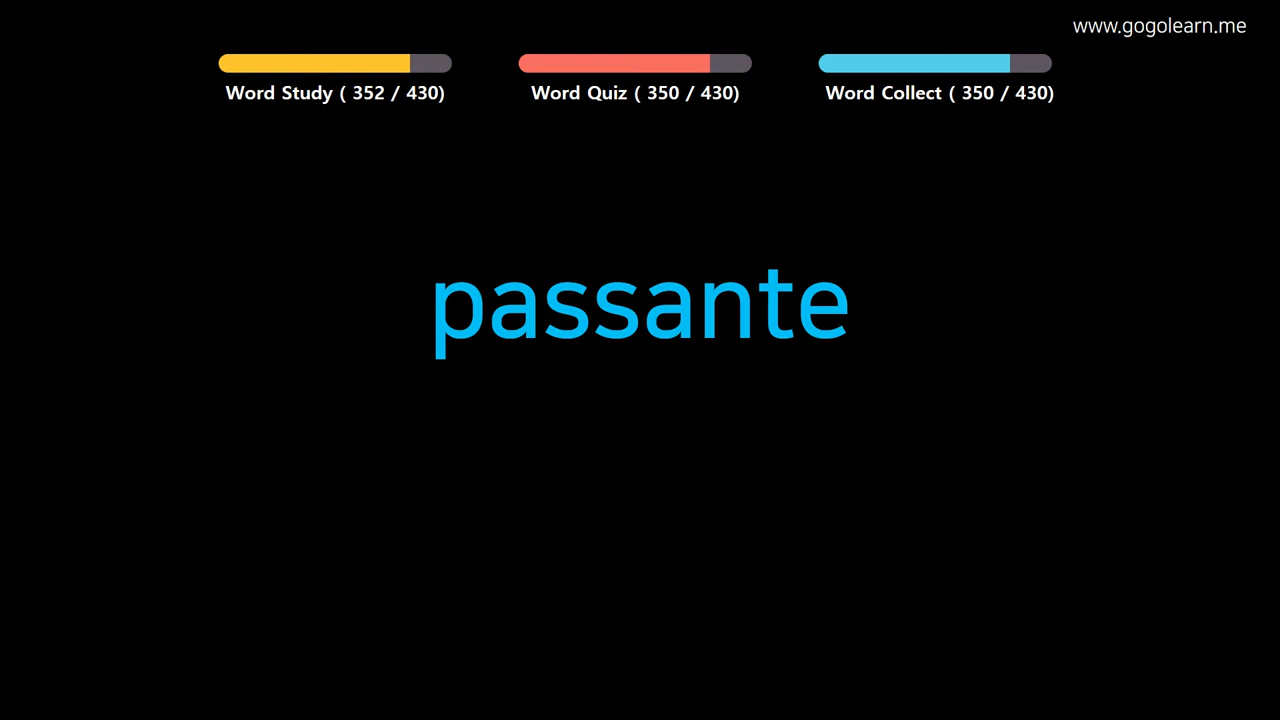 www.gogolearn.me
Word Study ( 352 / 430)
Word Quiz ( 350 / 430)
Word Collect ( 350 / 430)
passante